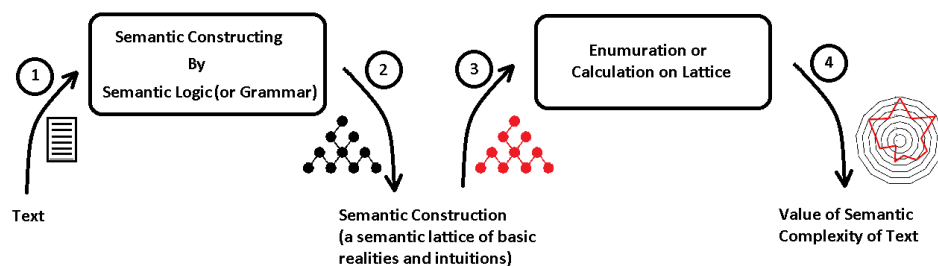 1
Semantic Constructing
By
Semantic Logic (or Grammar)
2
3
Enumuration or
Calculation on Lattice
4
Text
Semantic Construction
(a semantic lattice of basic
realities and intuitions)
Value of Semantic
Complexity of Text